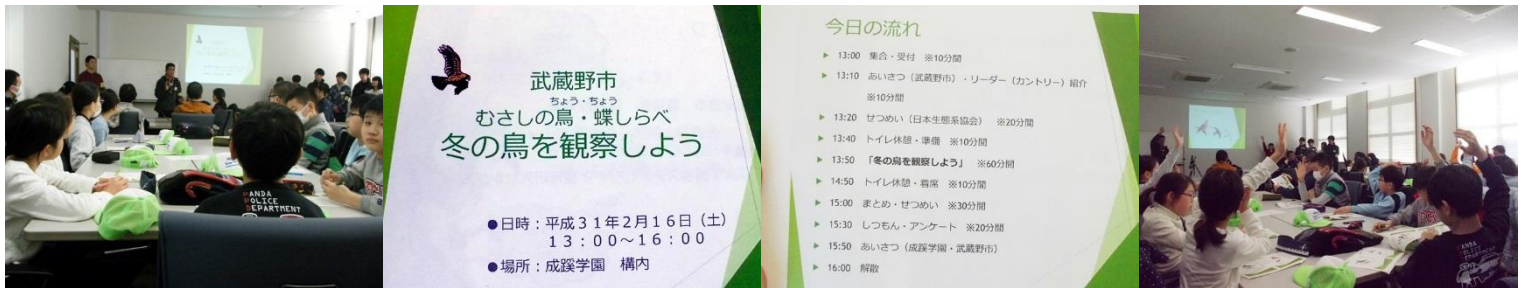 PANDA
POLICE
DEPARTMENT
武蔵野市
ちょう・ちょう
むさしの鳥・蝶しらべ
冬の鳥を観察しよう
●日時：平成３１年２月１６日（土）
１３：００～１６：００
●場所：成蹊学園　構内
今日の流れ
13:00 集合・受付 ※10分間
13:10 あいさつ（武蔵野市）・リーダー（カントリー）紹介
※10分間
13:20 せつめい（日本生態系協会） ※20分間
13:40 トイレ休憩・準備 ※10分間
13:50 「冬の鳥を観察しよう」 ※60分間
14:50 トイレ休憩・着席 ※10分間
15:00 まとめ・せつめい ※30分間
15:30 しつもん・アンケート ※20分間
15:50 あいさつ（成蹊学園・武蔵野市）
16:00 解散
PANDA
POLICE
DEPARTMENT